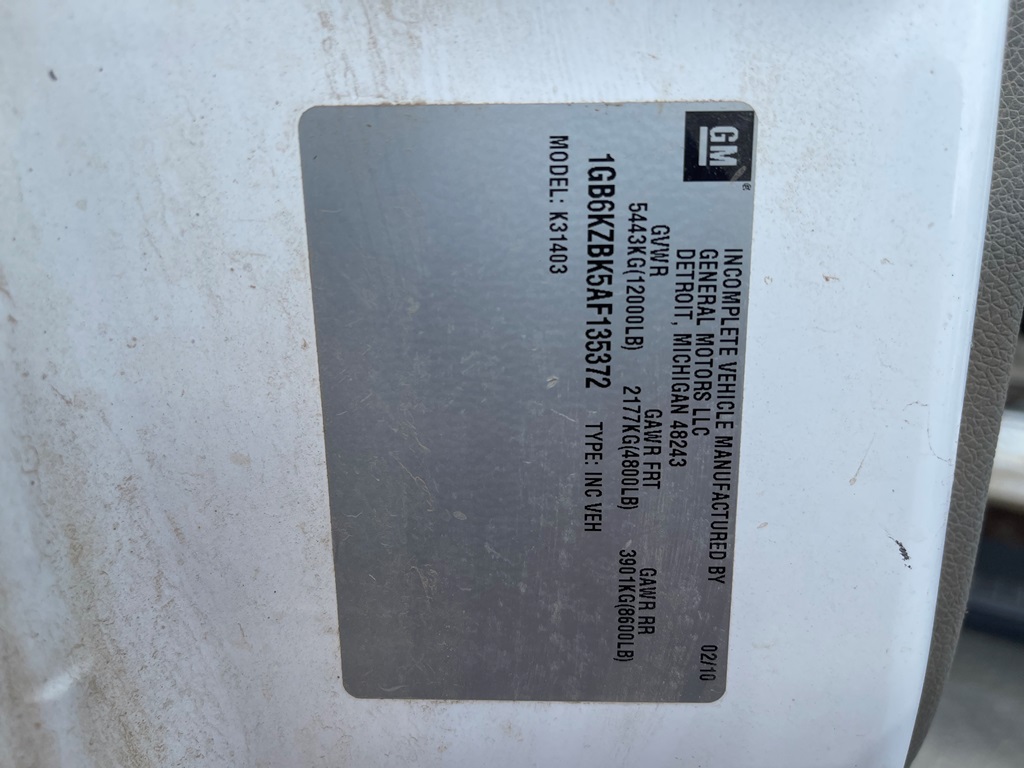 GM
®
INCOMPLETE VEHICLE MANUFACTURED BY
GENERAL MOTORS LLC 02/10
DETROIT, MICHIGAN 48243
GVWR GAWR FRT GAWR RR
5443KG(12000LB) 2177KG(4800LB) 3901KG(8600LB)
1GB6KZBK5AF135372 TYPE: INC VEH
MODEL: K31403